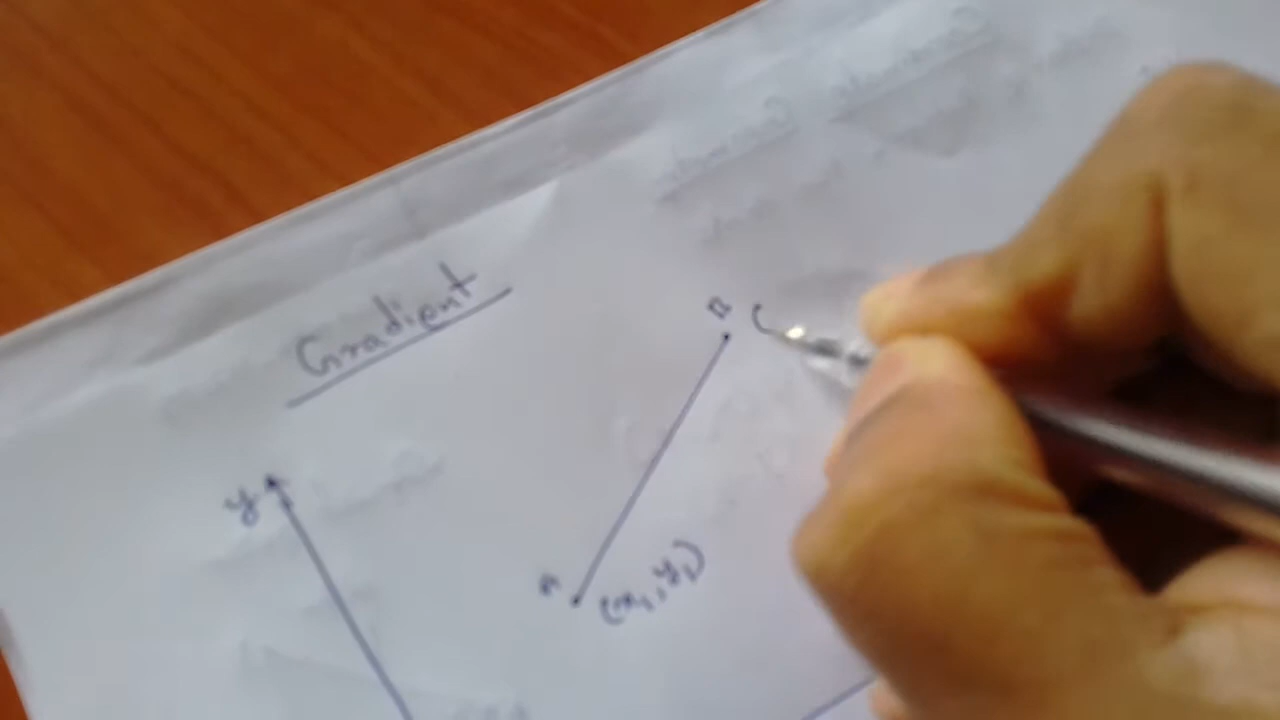 Gradient
B (
y
A (x₁, y₁)